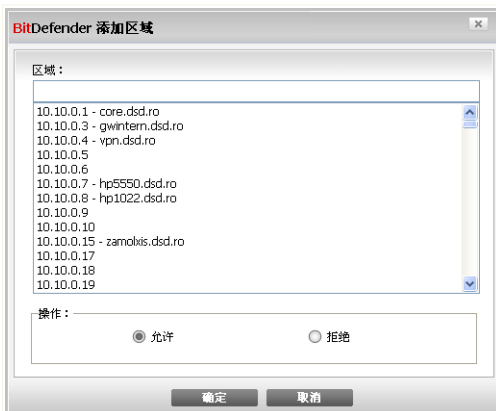 BitDefender 添加区域
区域：
10.10.0.1 - core.dsd.ro
10.10.0.3 - gwintern.dsd.ro
10.10.0.4 - vpn.dsd.ro
10.10.0.5
10.10.0.6
10.10.0.7 - hp5550.dsd.ro
10.10.0.8 - hp1022.dsd.ro
10.10.0.9
10.10.0.10
10.10.0.15 - zamolxis.dsd.ro
10.10.0.17
10.10.0.18
10.10.0.19
操作：
允许 拒绝
确定 取消